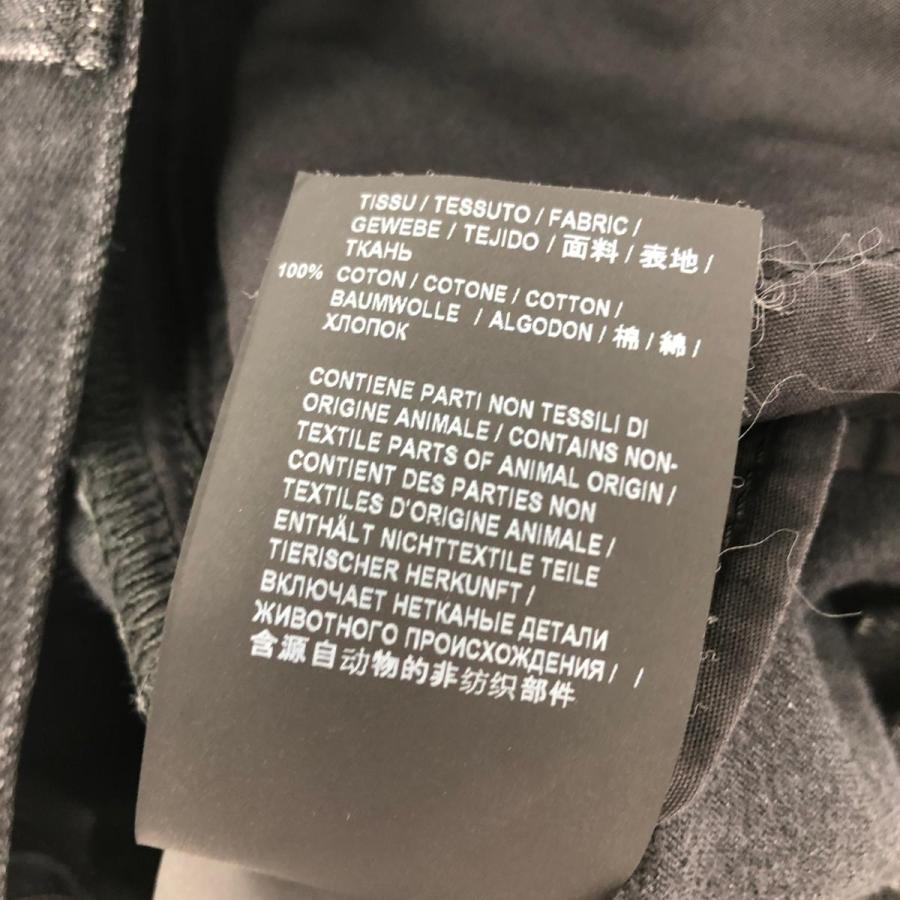 TISSU / TESSUTO / FABRIC /
GEWEBE / TEJIDO / 面料 / 表地 /
ТКАНЬ
100% COTON / COTONE / COTTON /
BAUMWOLLE / ALGODON / 棉 / 綿 /
ХЛОПОК
CONTIENE PARTI NON TESSILI DI
ORIGINE ANIMALE / CONTAINS NON-
TEXTILE PARTS OF ANIMAL ORIGIN /
CONTIENT DES PARTIES NON
TEXTILES D'ORIGINE ANIMALE /
ENTHÄLT NICHTTEXTILE TEILE
TIERISCHER HERKUNFT /
ВКЛЮЧАЕТ НЕТКАНЫЕ ДЕТАЛИ
ЖИВОТНОГО ПРОИСХОЖДЕНИЯ / /
含源自动物的非纺织部件